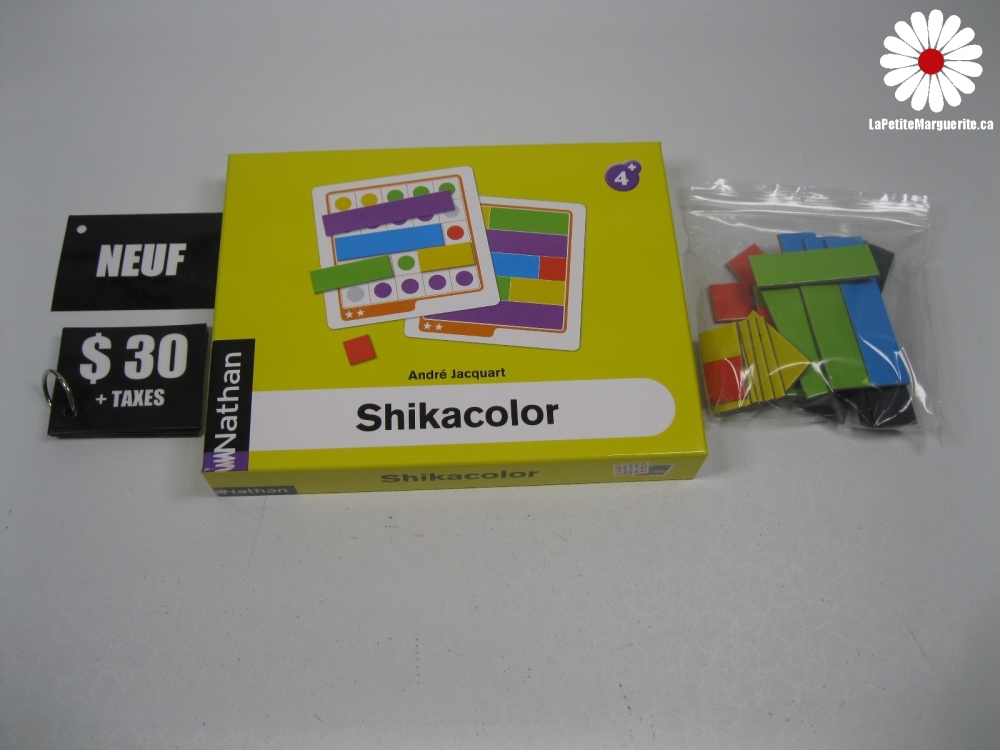 LaPetiteMarguerite.ca
4+
NEUF
$ 30
+ TAXES
André Jacquart
Shikacolor
Nathan
Shikacolor
Nathan